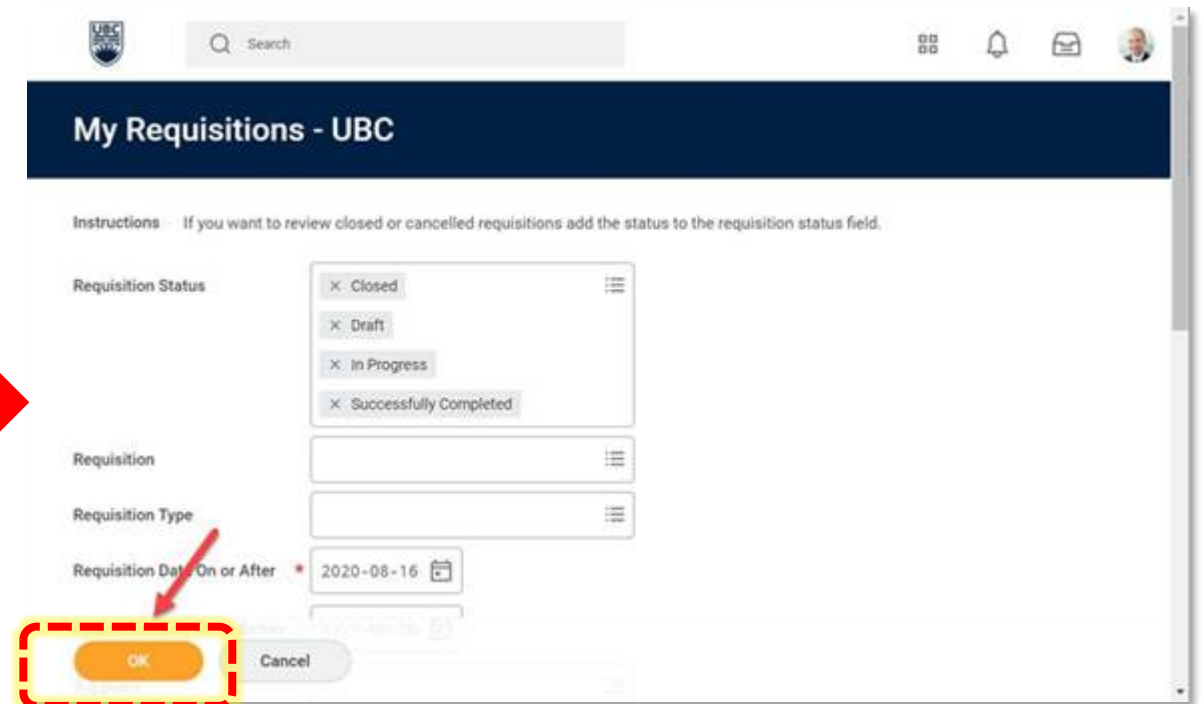 UBC
Search
My Requisitions - UBC
Instructions If you want to review closed or cancelled requisitions add the status to the requisition status field.
Requisition Status
× Closed
× Draft
× In Progress
× Successfully Completed
Requisition
Requisition Type
Requisition Date On or After * 2020-08-16
OK Cancel